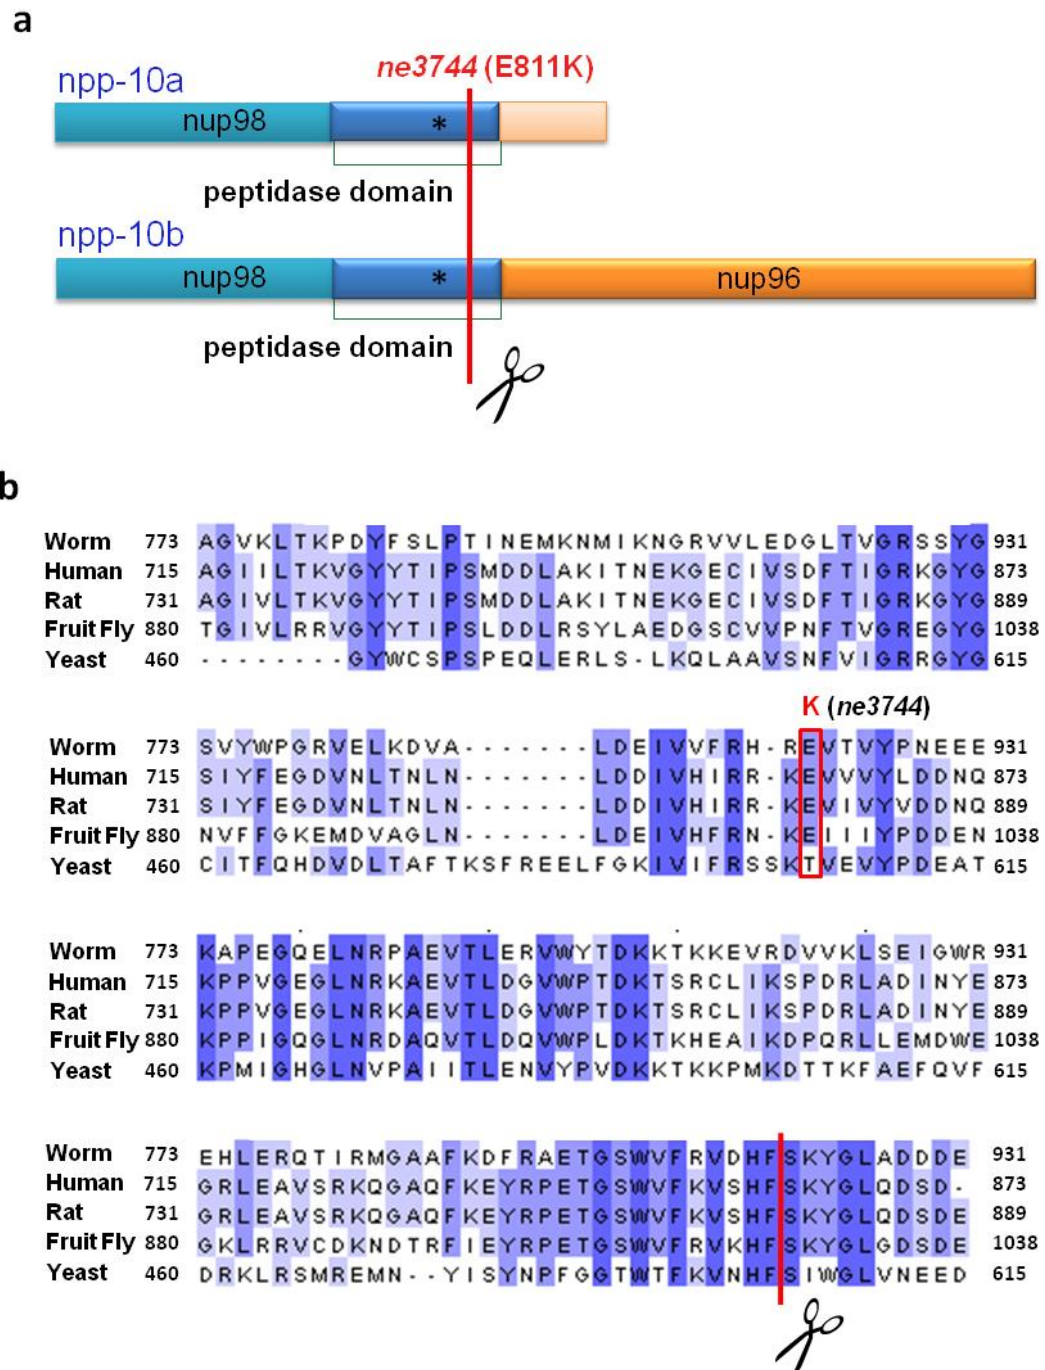 a
ne3744 (E811K)
npp-10a
nup98 *
peptidase domain
npp-10b
nup98 * nup96
peptidase domain
b
Worm 773 AGVKLTKPDYFSLPTINEMKNMIKNGRVVLEDGLTVGRSSYG 931
Human 715 AGIILTKVGYYTIPSMDDLAKITNEKGECIVSDFTIGRKGYG 873
Rat 731 AGIVLTKVGYYTIPSMDDLAKITNEKGECIVSDFTIGRKGYG 889
Fruit Fly 880 TGIVLRRVGYYTIPSLDDLRSYLAEDGSCVVPNFTVGREGYG 1038
Yeast 460 --------GYWCSPSPEQLERLS-LKQLAAVSNFVIGRRGYG 615
K (ne3744)
Worm 773 SVYWPGRVELKDVA-------LDEIVVFRH-REVTVYPNEEE 931
Human 715 SIYFEGDVNLTNLN-------LDDIVHIRR-KEVVVYLDDNQ 873
Rat 731 SIYFEGDVNLTNLN-------LDDIVHIRR-KEVIVYVDDNQ 889
Fruit Fly 880 NVFFGKEMDVAGLN-------LDEIVHFRN-KEIIIYPDDEN 1038
Yeast 460 CITFQHDVDLTAFTKSFREELFGKIVIFRSSKTVEVYPDEAT 615
Worm 773 KAPEGQELNRPAEVTLERVWYTDKKTKKEVRDVVKLSEIGWR 931
Human 715 KPPVGEGLNRKAEVTLDGVWPTDKTSRCLIKSPDRLADINYE 873
Rat 731 KPPVGEGLNRKAEVTLDGVWPTDKTSRCLIKSPDRLADINYE 889
Fruit Fly 880 KPPIGQGLNRDAQVTLDQVWPLDKTKHEAIKDPQRLLEMDWE 1038
Yeast 460 KPMIGHGLNVPAIITLENVYPVDKKTKKPMKDTTKFAEFQVF 615
Worm 773 EHLERQTIRMGAAFKDFRAETGSWVFRVDHFSKYGLADDDE 931
Human 715 GRLEAVSRKQGAQFKEYRPETGSWVFKVSHFSKYGLQDSD- 873
Rat 731 GRLEAVSRKQGAQFKEYRPETGSWVFKVSHFSKYGLQDSDE 889
Fruit Fly 880 GKLRRVCDKNDTRFIEYRPETGSWVFRVKHFSKYGLGDSDE 1038
Yeast 460 DRKLRSMREMN--YISYNPFGGTWTFKVNHFSIWGLVNEED 615